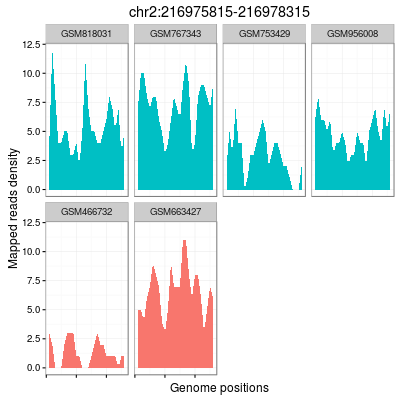 chr2:216975815-216978315
GSM818031 GSM767343 GSM753429 GSM956008
12.5
10.0
7.5
5.0
2.5
0.0
GSM466732 GSM663427
12.5
10.0
7.5
5.0
2.5
0.0
Mapped reads density
Genome positions